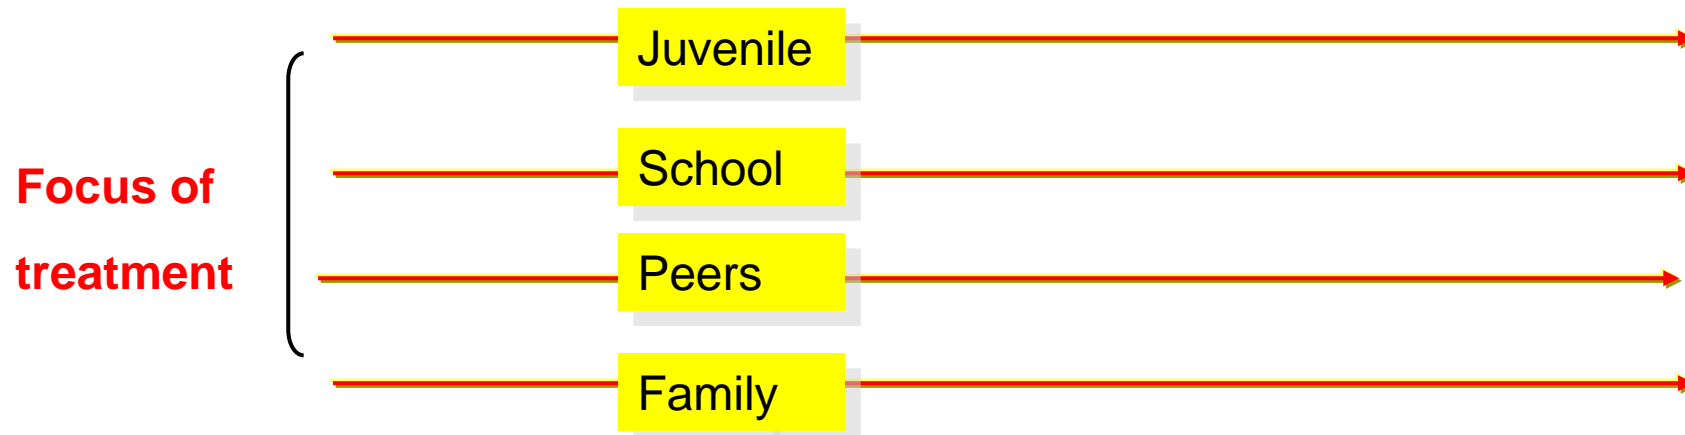 Juvenile
School
Focus of
treatment
Peers
Family